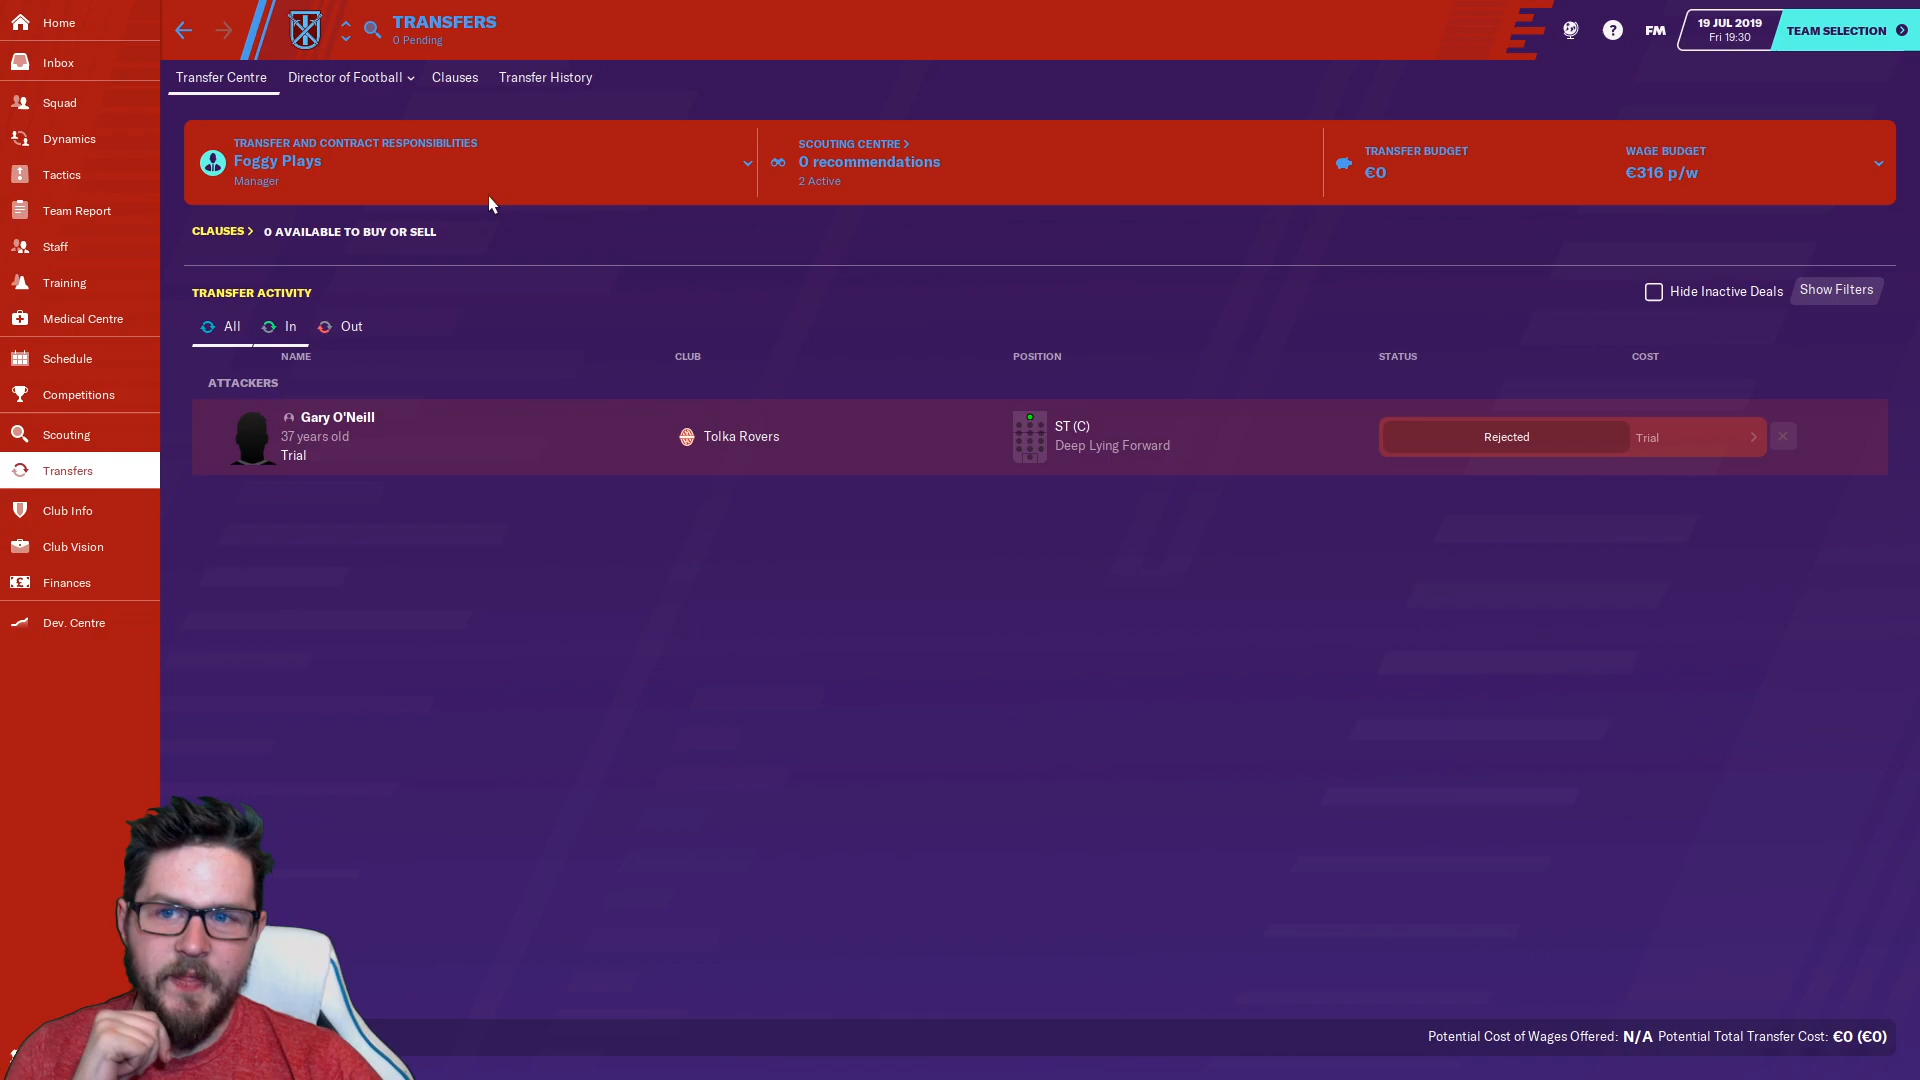 Home
Inbox
Squad
Dynamics
Tactics
Team Report
Staff
Training
Medical Centre
Schedule
Competitions
Scouting
Transfers
Club Info
Club Vision
Finances
Dev. Centre
TRANSFERS
0 Pending
?
FM
19 JUL 2019
Fri 19:30
TEAM SELECTION
Transfer Centre Director of Football Clauses Transfer History
TRANSFER AND CONTRACT RESPONSIBILITIES
Foggy Plays
Manager
SCOUTING CENTRE >
0 recommendations
2 Active
TRANSFER BUDGET
€0
WAGE BUDGET
€316 p/w
CLAUSES > 0 AVAILABLE TO BUY OR SELL
TRANSFER ACTIVITY
Hide Inactive Deals Show Filters
All In Out
NAME CLUB POSITION STATUS COST
ATTACKERS
Gary O'Neill
37 years old
Trial
Tolka Rovers
ST (C)
Deep Lying Forward
Rejected Trial
Potential Cost of Wages Offered: N/A Potential Total Transfer Cost: €0 (€0)